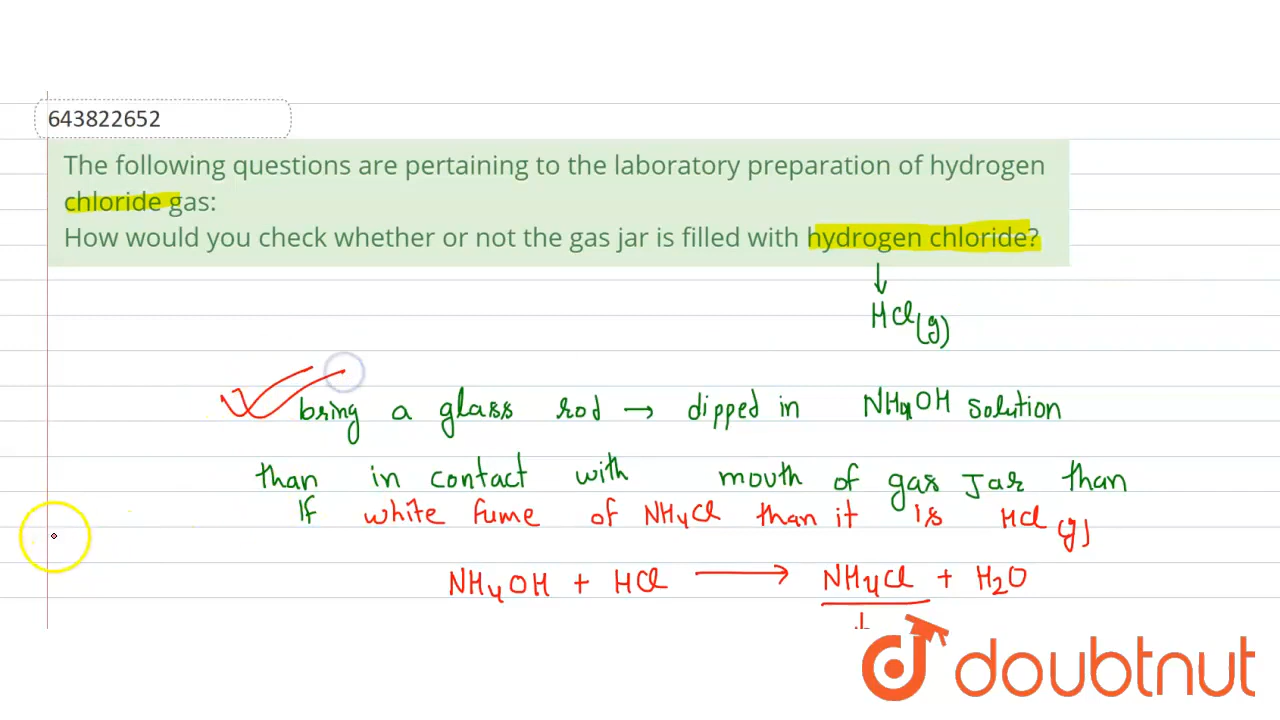 643822652
The following questions are pertaining to the laboratory preparation of hydrogen
chloride gas:
How would you check whether or not the gas jar is filled with hydrogen chloride?
↓
HCl(g)
bring a glass rod → dipped in NH4OH solution
than in contact with mouth of gas Jar than
If white fume of NH4Cl than it is HCl (g)
NH4OH + HCl ⟶ NH4Cl + H2O
doubtnut